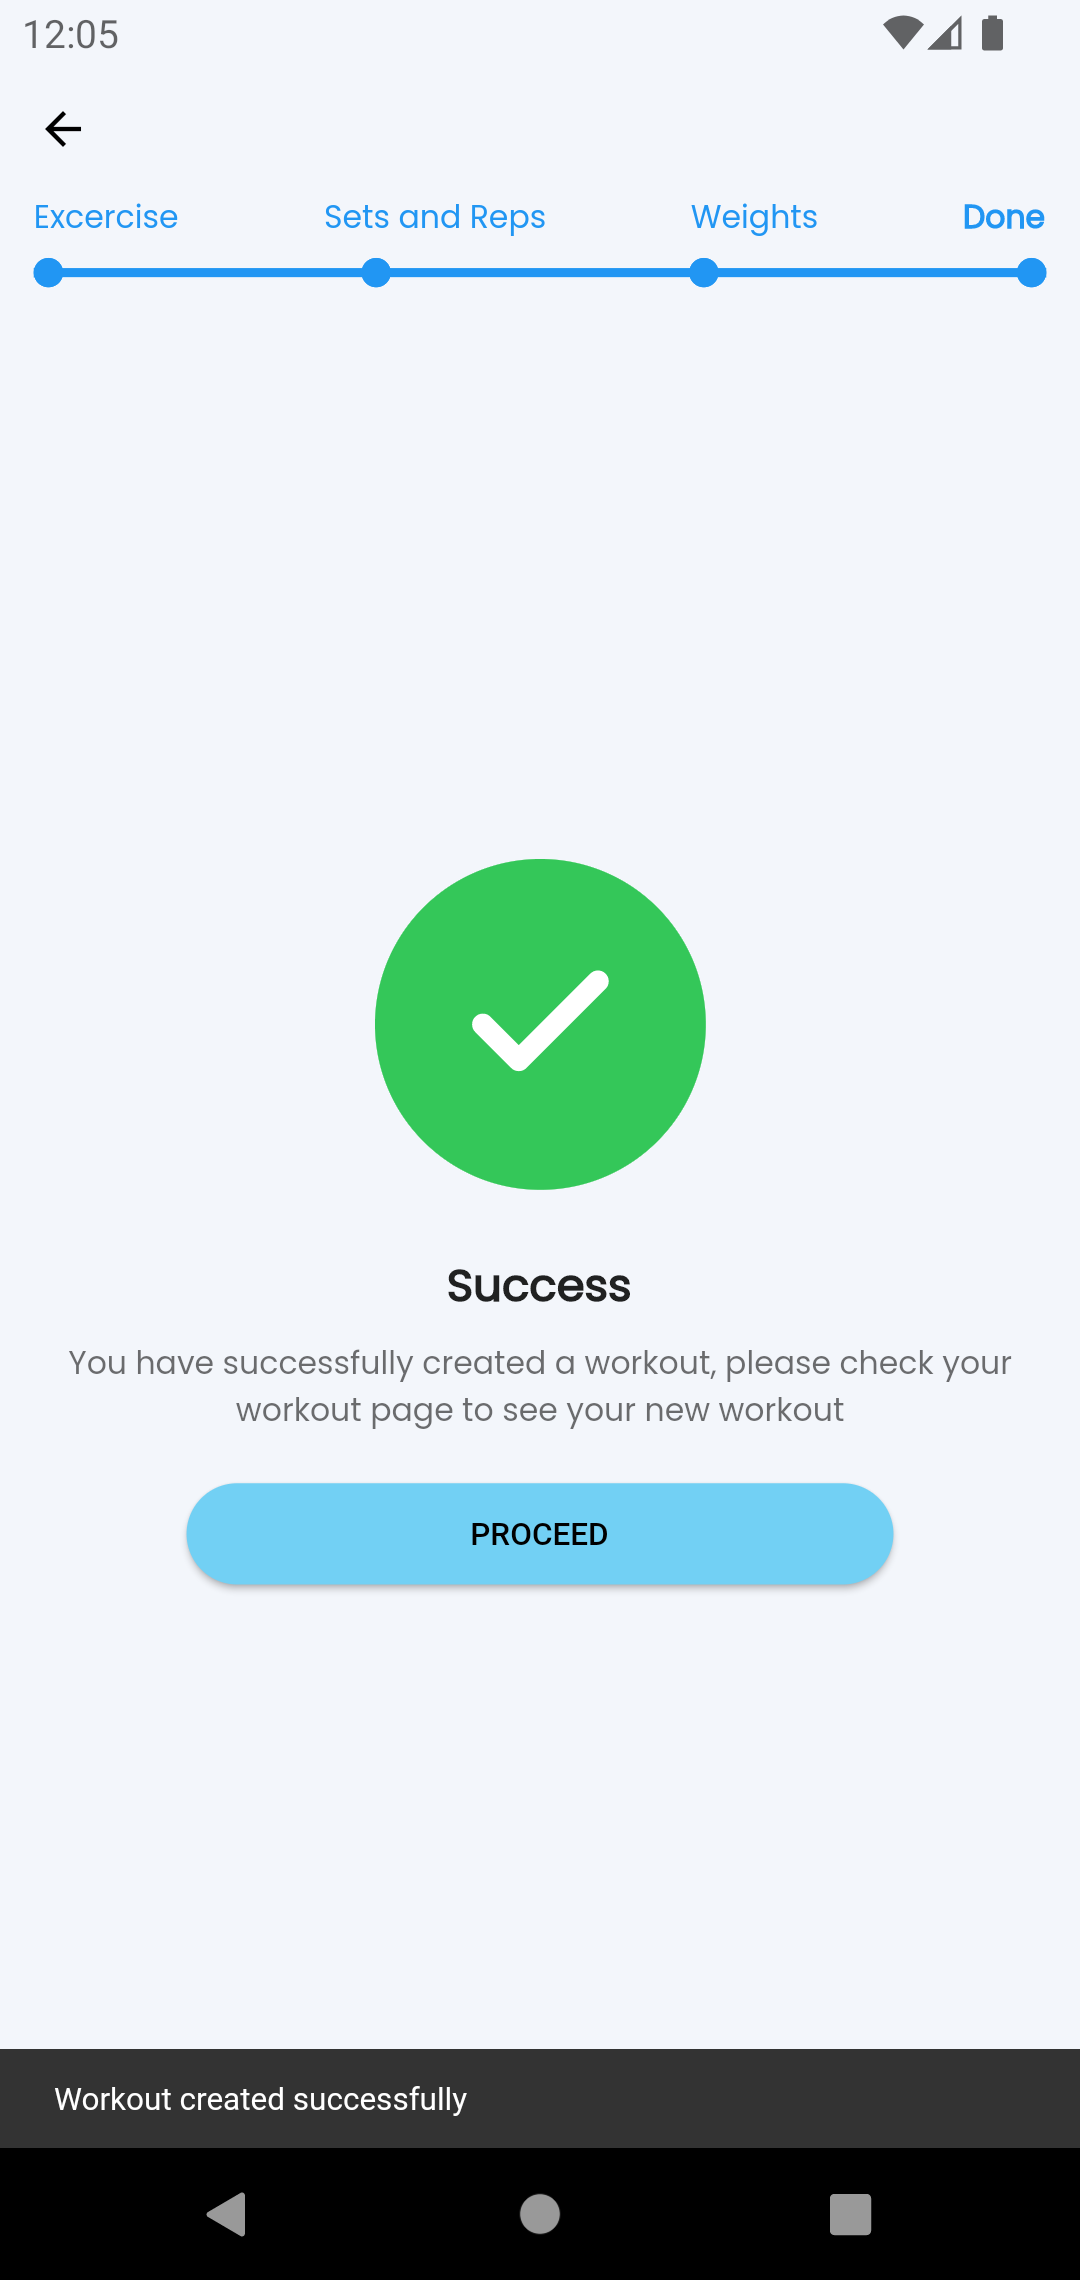 12:05
Excercise
Sets and Reps
Weights
Done
Success
You have successfully created a workout, please check your
workout page to see your new workout
PROCEED
Workout created successfully